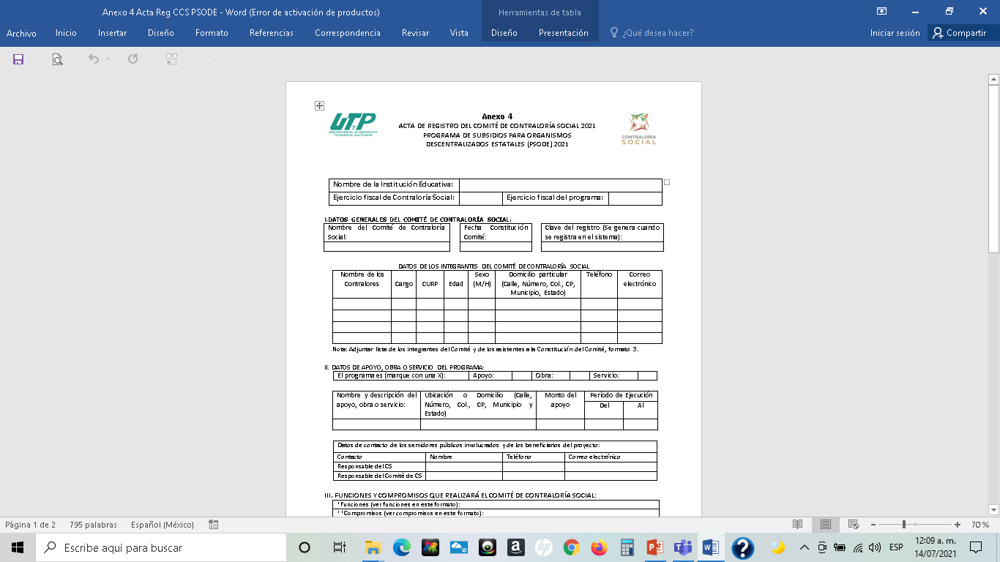 Anexo 4 Acta Reg CCS PSODE - Word (Error de activación de productos)
Herramientas de tabla
Archivo Inicio Insertar Diseño Formato Referencias Correspondencia Revisar Vista Diseño Presentación ¿Qué desea hacer? Iniciar sesión Compartir
UTyP
DIRECCIÓN GENERAL DE UNIVERSIDADES
TECNOLÓGICAS Y POLITÉCNICAS
Anexo 4
ACTA DE REGISTRO DEL COMITÉ DE CONTRALORÍA SOCIAL 2021
PROGRAMA DE SUBSIDIOS PARA ORGANISMOS
DESCENTRALIZADOS ESTATALES (PSODE) 2021
CONTRALORÍA
SOCIAL
Nombre de la Institución Educativa:
Ejercicio fiscal de Contraloría Social: Ejercicio fiscal del programa:
I:DATOS GENERALES DEL COMITÉ DE CONTRALORÍA SOCIAL:
Nombre del Comité de Contraloría
Social:
Fecha Constitución
Comité:
Clave del registro (Se genera cuando
se registra en el sistema):
DATOS DE LOS INTEGRANTES DEL COMITÉ DE CONTRALORÍA SOCIAL
Nombre de los
Contralores
Cargo
CURP
Edad
Sexo
(M/H)
Domicilio particular
(Calle, Número, Col., CP,
Municipio, Estado)
Teléfono
Correo
electrónico
Nota: Adjuntar lista de los integrantes del Comité y de los asistentes a la Constitución del Comité, formato 3.
II. DATOS DE APOYO, OBRA O SERVICIO DEL PROGRAMA:
El programa es (marque con una X): Apoyo: Obra: Servicio:
Nombre y descripción del
apoyo, obra o servicio:
Ubicación o Domicilio (Calle,
Número, Col., CP, Municipio y
Estado)
Monto del
apoyo
Período de Ejecución
Del Al
Datos de contacto de los servidores públicos involucrados y de los beneficiarios del proyecto:
Contacto Nombre Teléfono Correo electrónico
Responsable del CS
Responsable del Comité de CS
III. FUNCIONES Y COMPROMISOS QUE REALIZARÁ EL COMITÉ DE CONTRALORÍA SOCIAL:
*Funciones (ver funciones en este formato):
**Compromisos (ver compromisos en este formato):
Página 1 de 2 795 palabras Español (México) 70 %
Escribe aquí para buscar
ESP
12:09 a. m.
14/07/2021